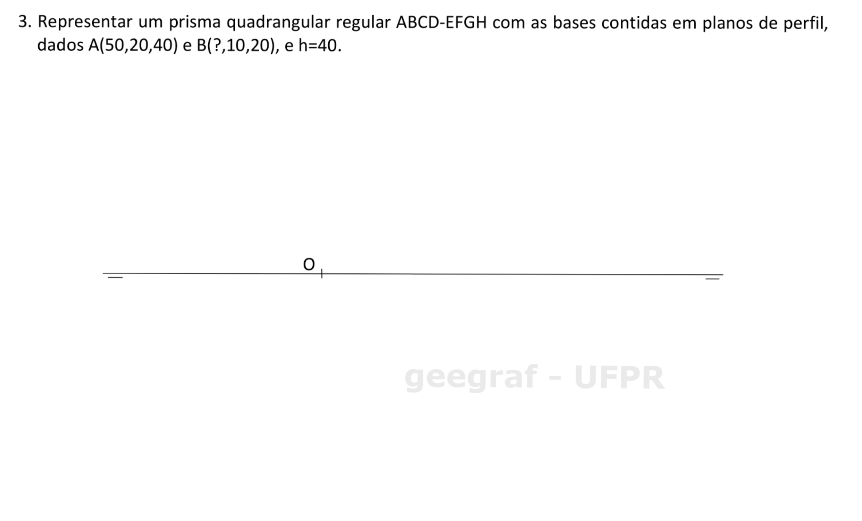 3. Representar um prisma quadrangular regular ABCD-EFGH com as bases contidas em planos de perfil,
dados A(50,20,40) e B(?,10,20), e h=40.
O
geegraf - UFPR